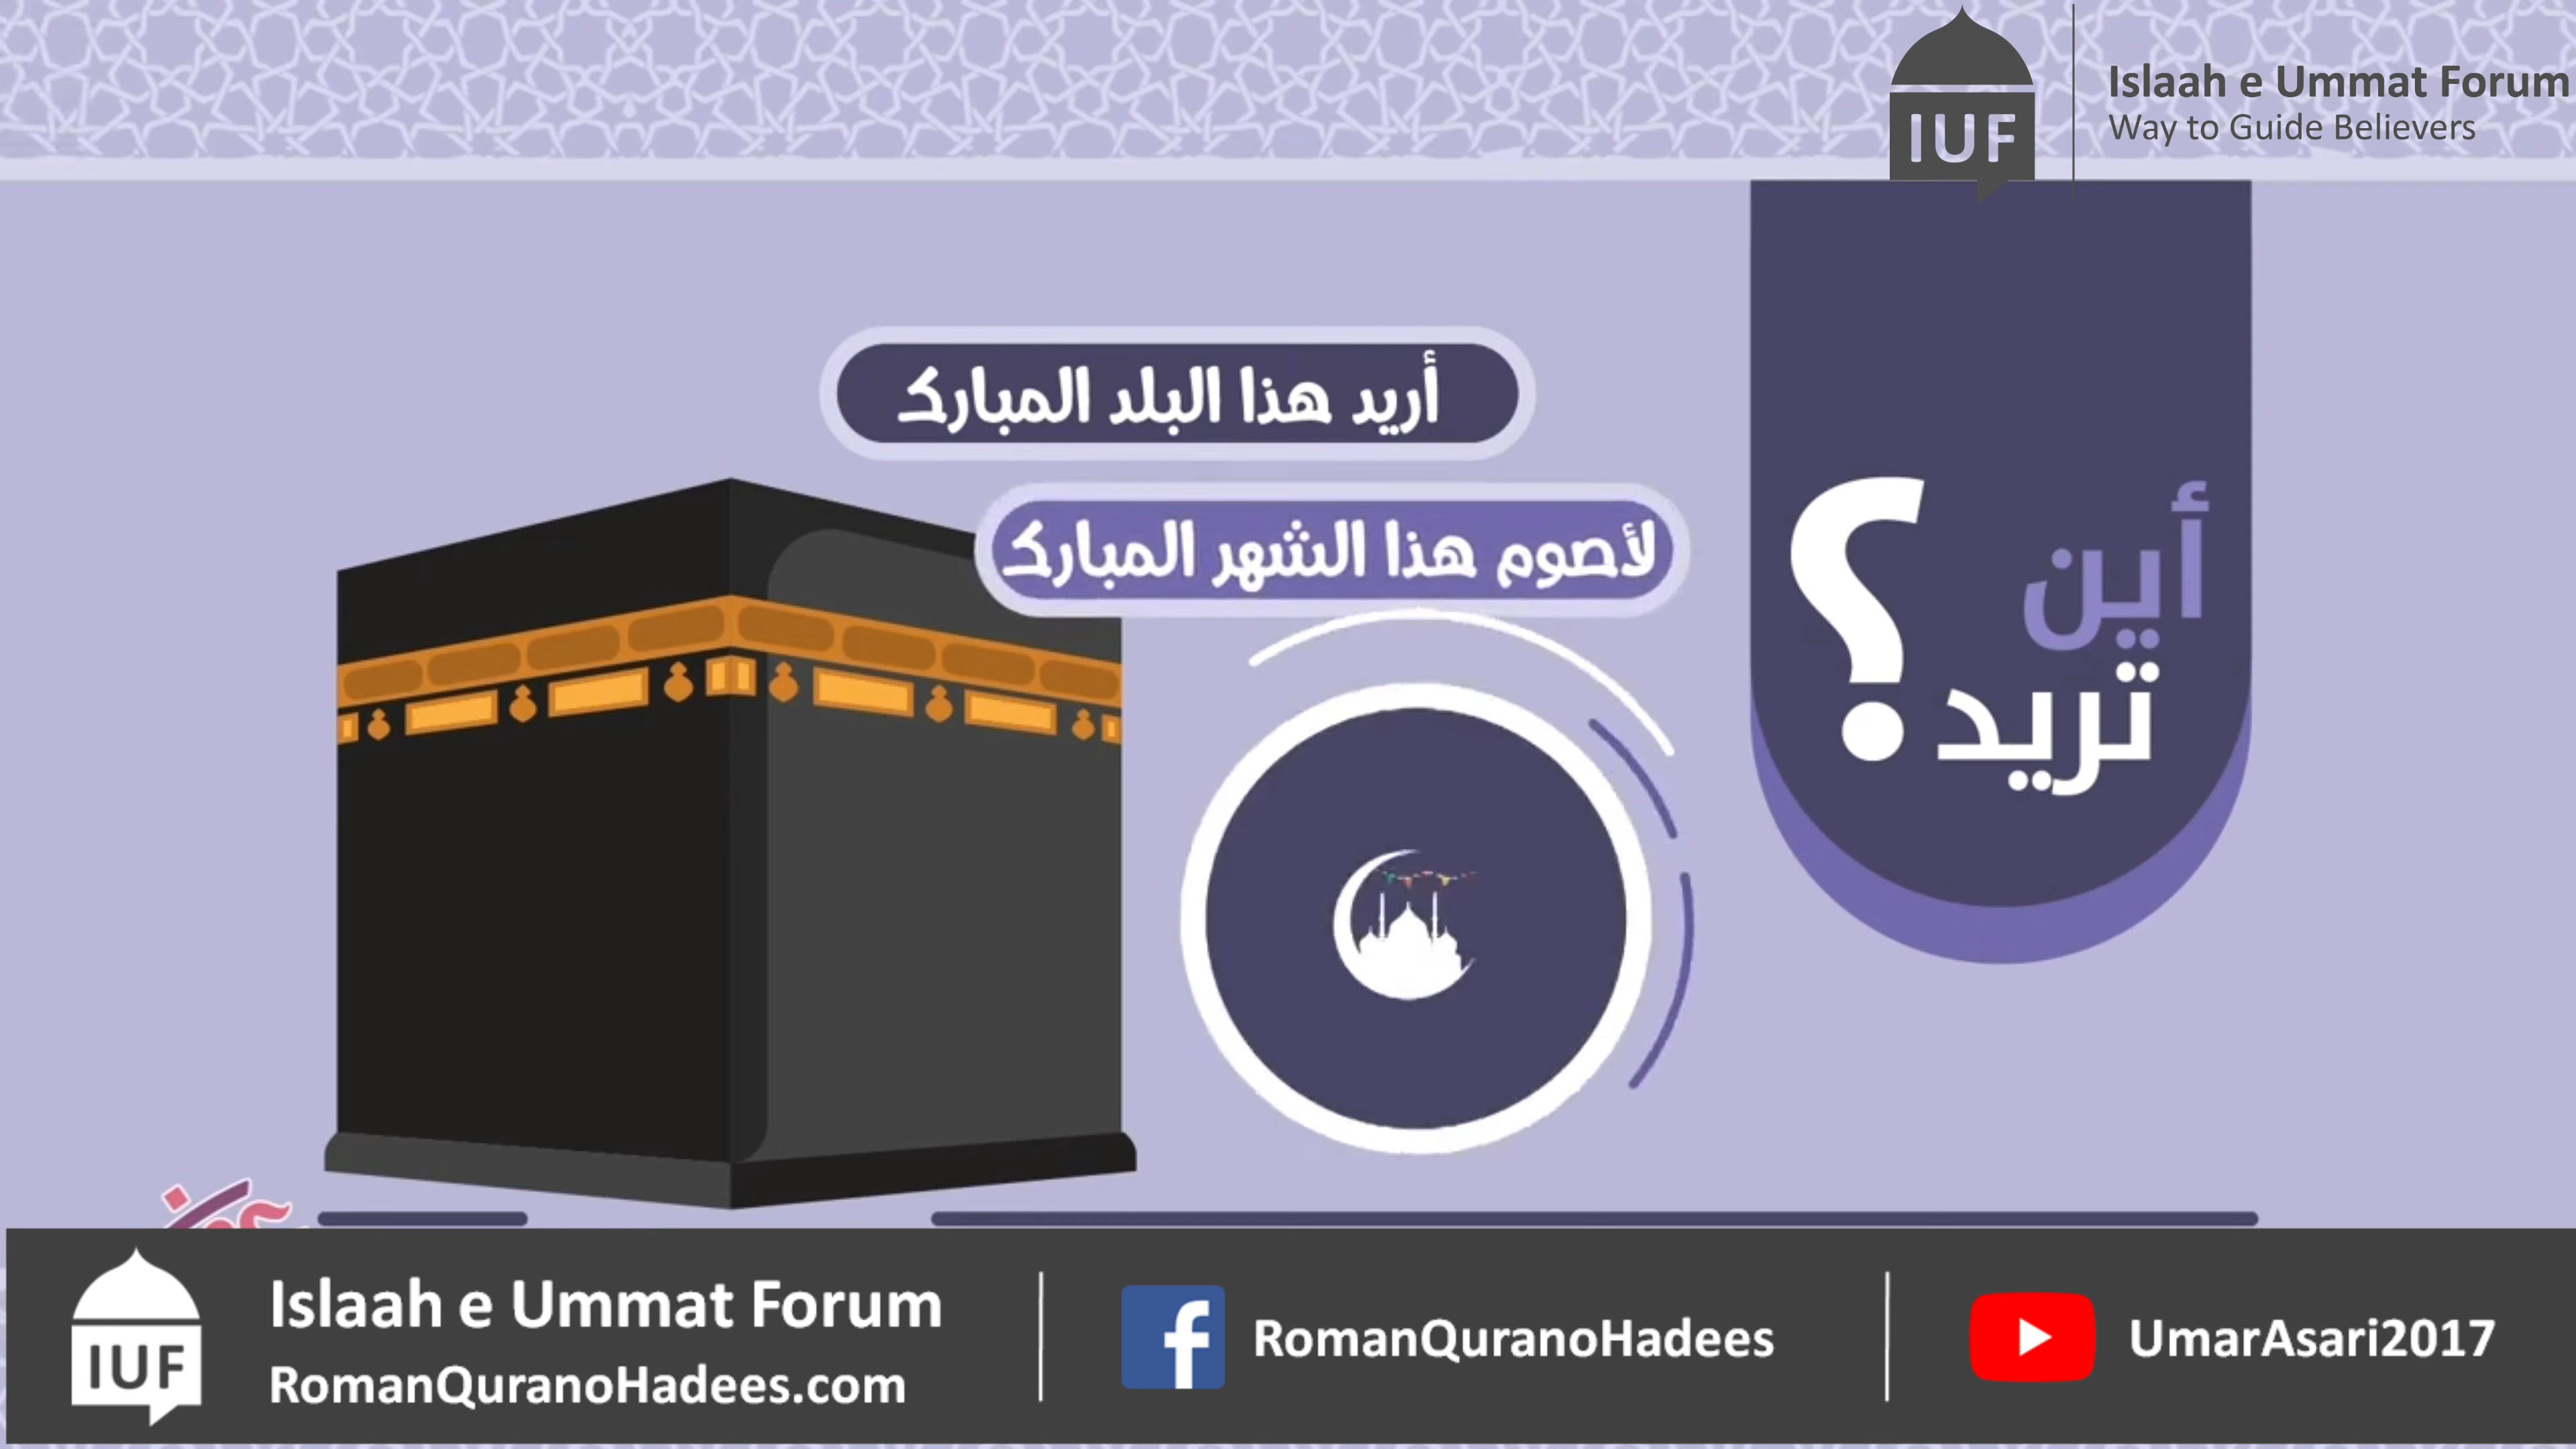 IUF
Islaah e Ummat Forum
Way to Guide Believers
أين
تريد؟
أريد هذا البلد المبارك
لأصوم هذا الشهر المبارك
IUF
Islaah e Ummat Forum
RomanQuranoHadees.com
f
RomanQuranoHadees
UmarAsari2017